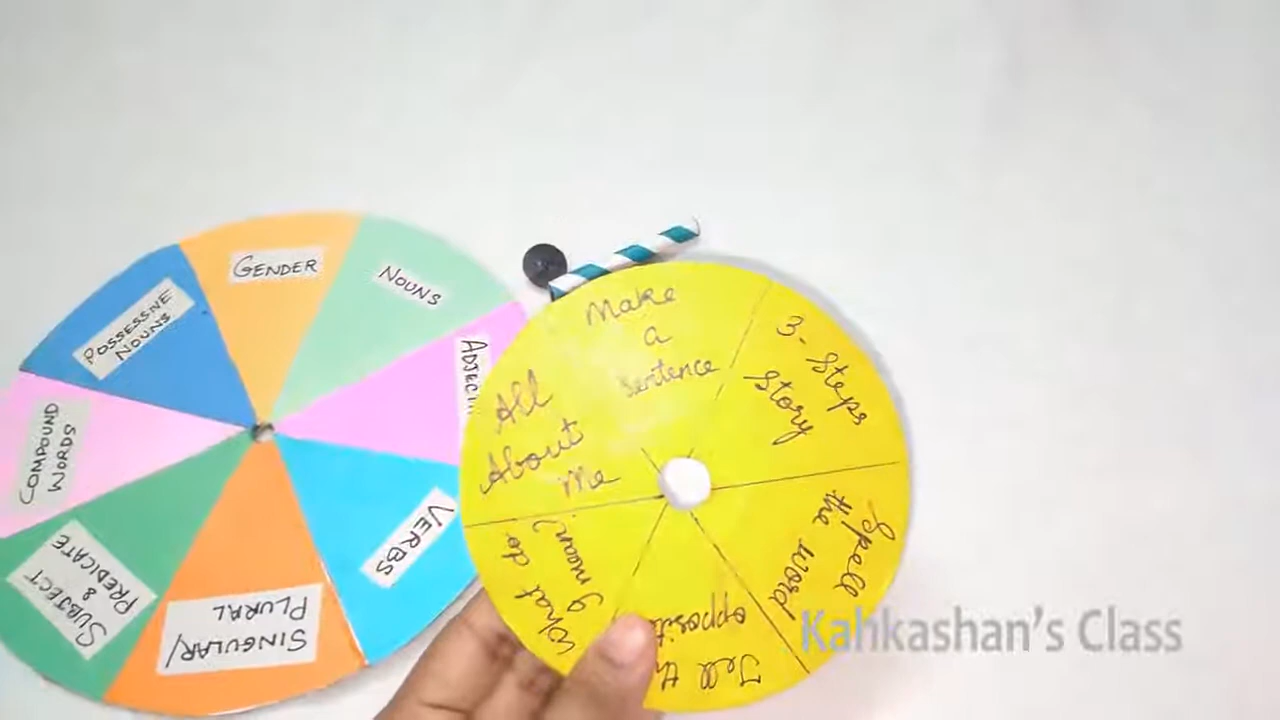 GENDER
NOUNS
POSSESSIVE
NOUNS
COMPOUND
WORDS
SUBJECT
&
PREDICATE
SINGULAR/
PLURAL
VERBS
Make
a
Sentence
3- Steps
Story
Spell
the word
Tell
What do
I mean?
All
About
Me
Kahkashan's Class